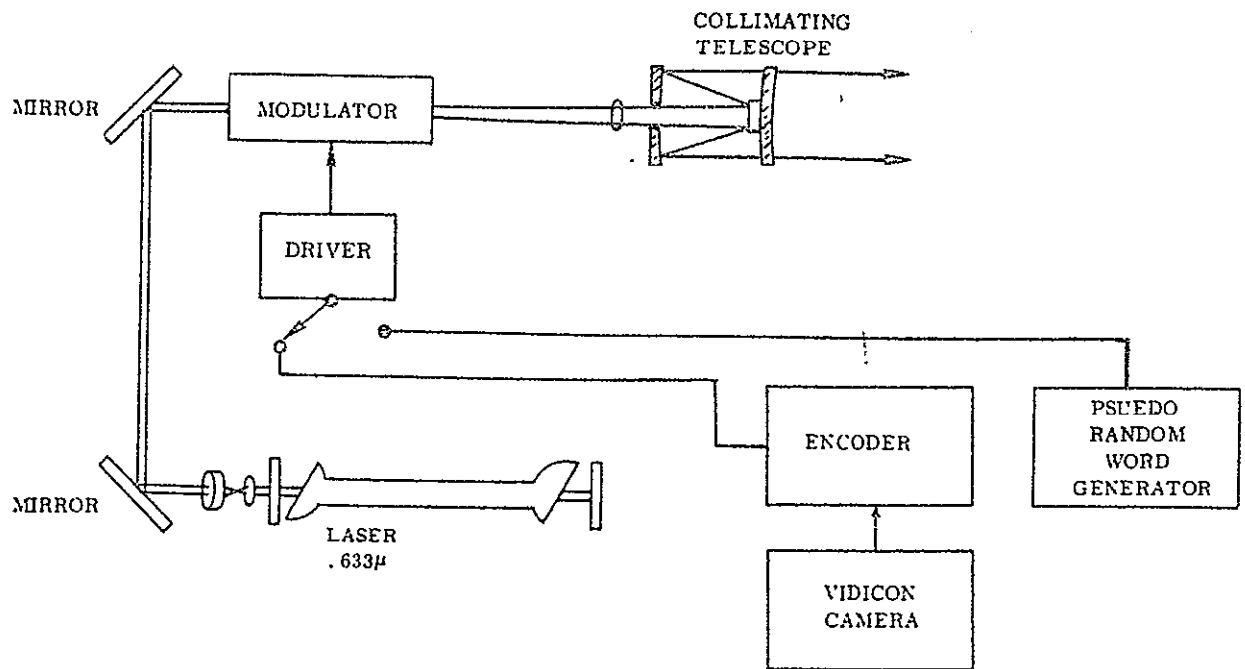 COLLIMATING
TELESCOPE
MIRROR
MODULATOR
DRIVER
ENCODER
PSUEDO
RANDOM
WORD
GENERATOR
MIRROR
LASER
.633μ
VIDICON
CAMERA